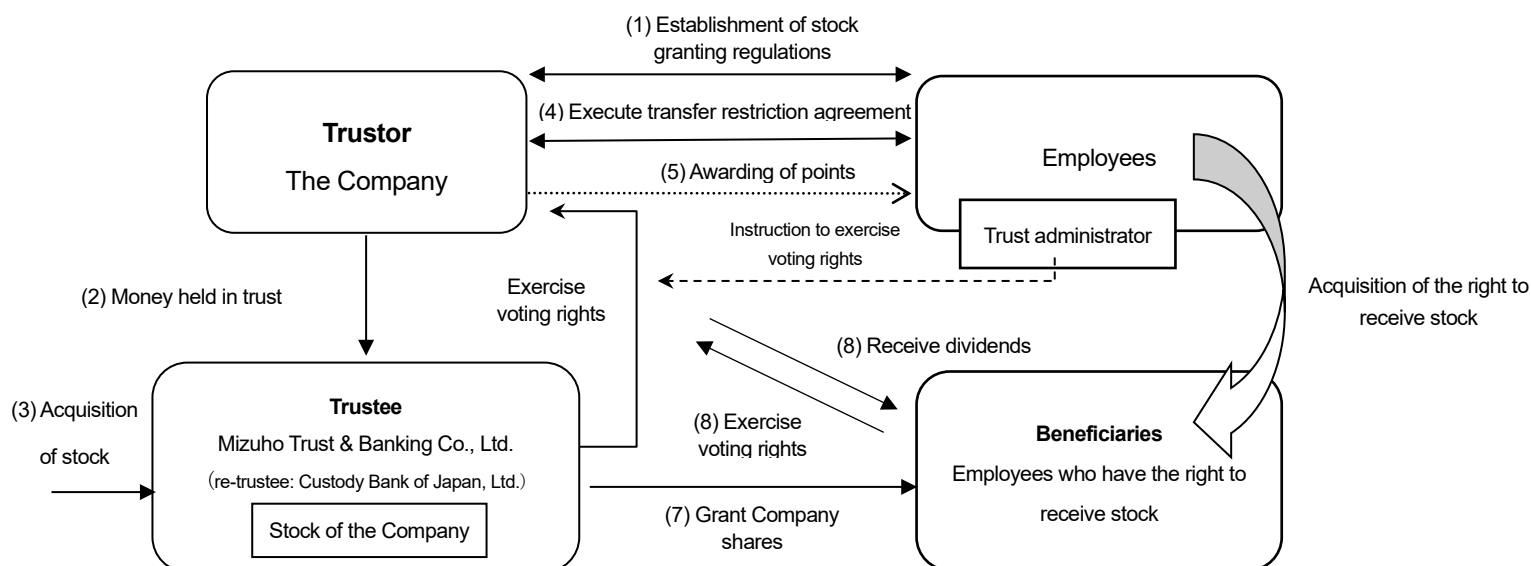 (1) Establishment of stock
granting regulations
(4) Execute transfer restriction agreement
Trustor
The Company
(5) Awarding of points
Employees
Trust administrator
Instruction to exercise
voting rights
(2) Money held in trust
Exercise
voting rights
Acquisition of the right to
receive stock
(8) Receive dividends
(8) Exercise
voting rights
(3) Acquisition
of stock
Trustee
Mizuho Trust & Banking Co., Ltd.
(re-trustee: Custody Bank of Japan, Ltd.)
Stock of the Company
(7) Grant Company
shares
Beneficiaries
Employees who have the right to
receive stock